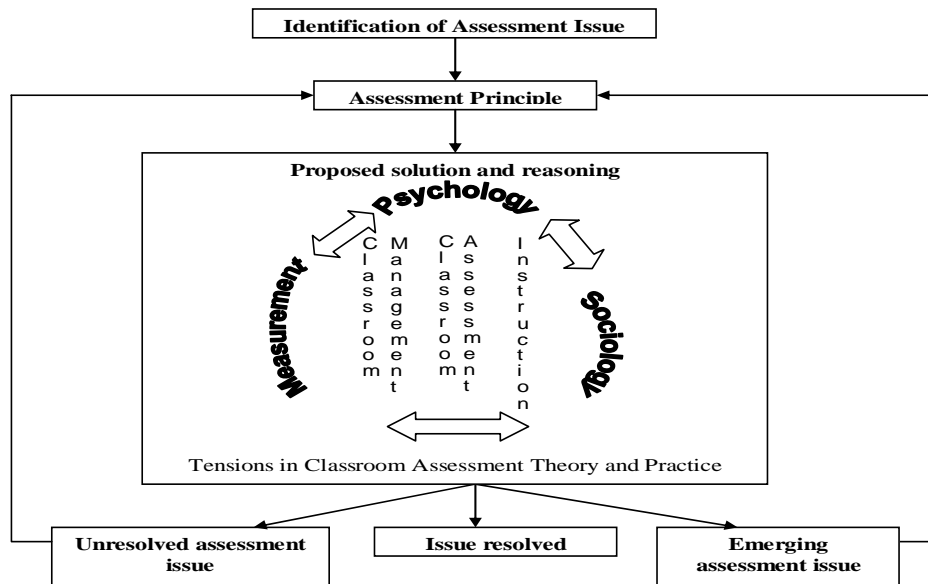 Identification of Assessment Issue
Assessment Principle
Proposed solution and reasoning
Psychology
Measurement
Sociology
Classroom
Management
Classroom
Assessment
Instruction
Tensions in Classroom Assessment Theory and Practice
Unresolved assessment
issue
Issue resolved
Emerging
assessment issue